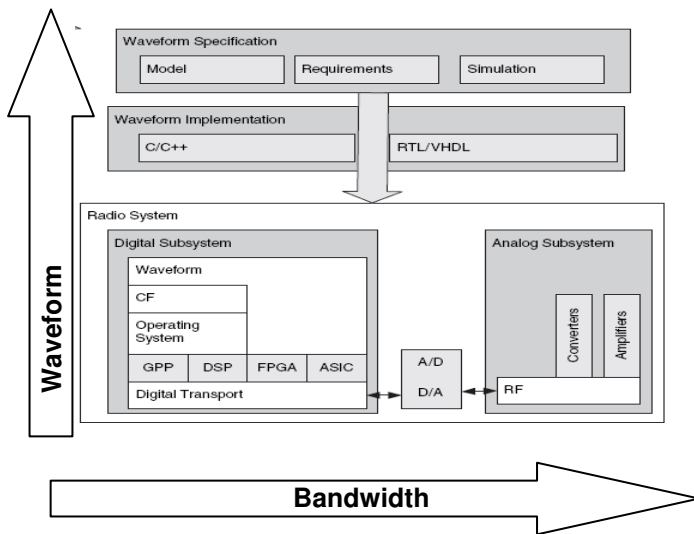 Waveform Specification
Model
Requirements
Simulation
Waveform Implementation
C/C++
RTL/VHDL
Radio System
Digital Subsystem
Waveform
CF
Operating
System
GPP
DSP
FPGA
ASIC
Digital Transport
A/D
D/A
Analog Subsystem
Converters
Amplifiers
RF
Waveform
Bandwidth